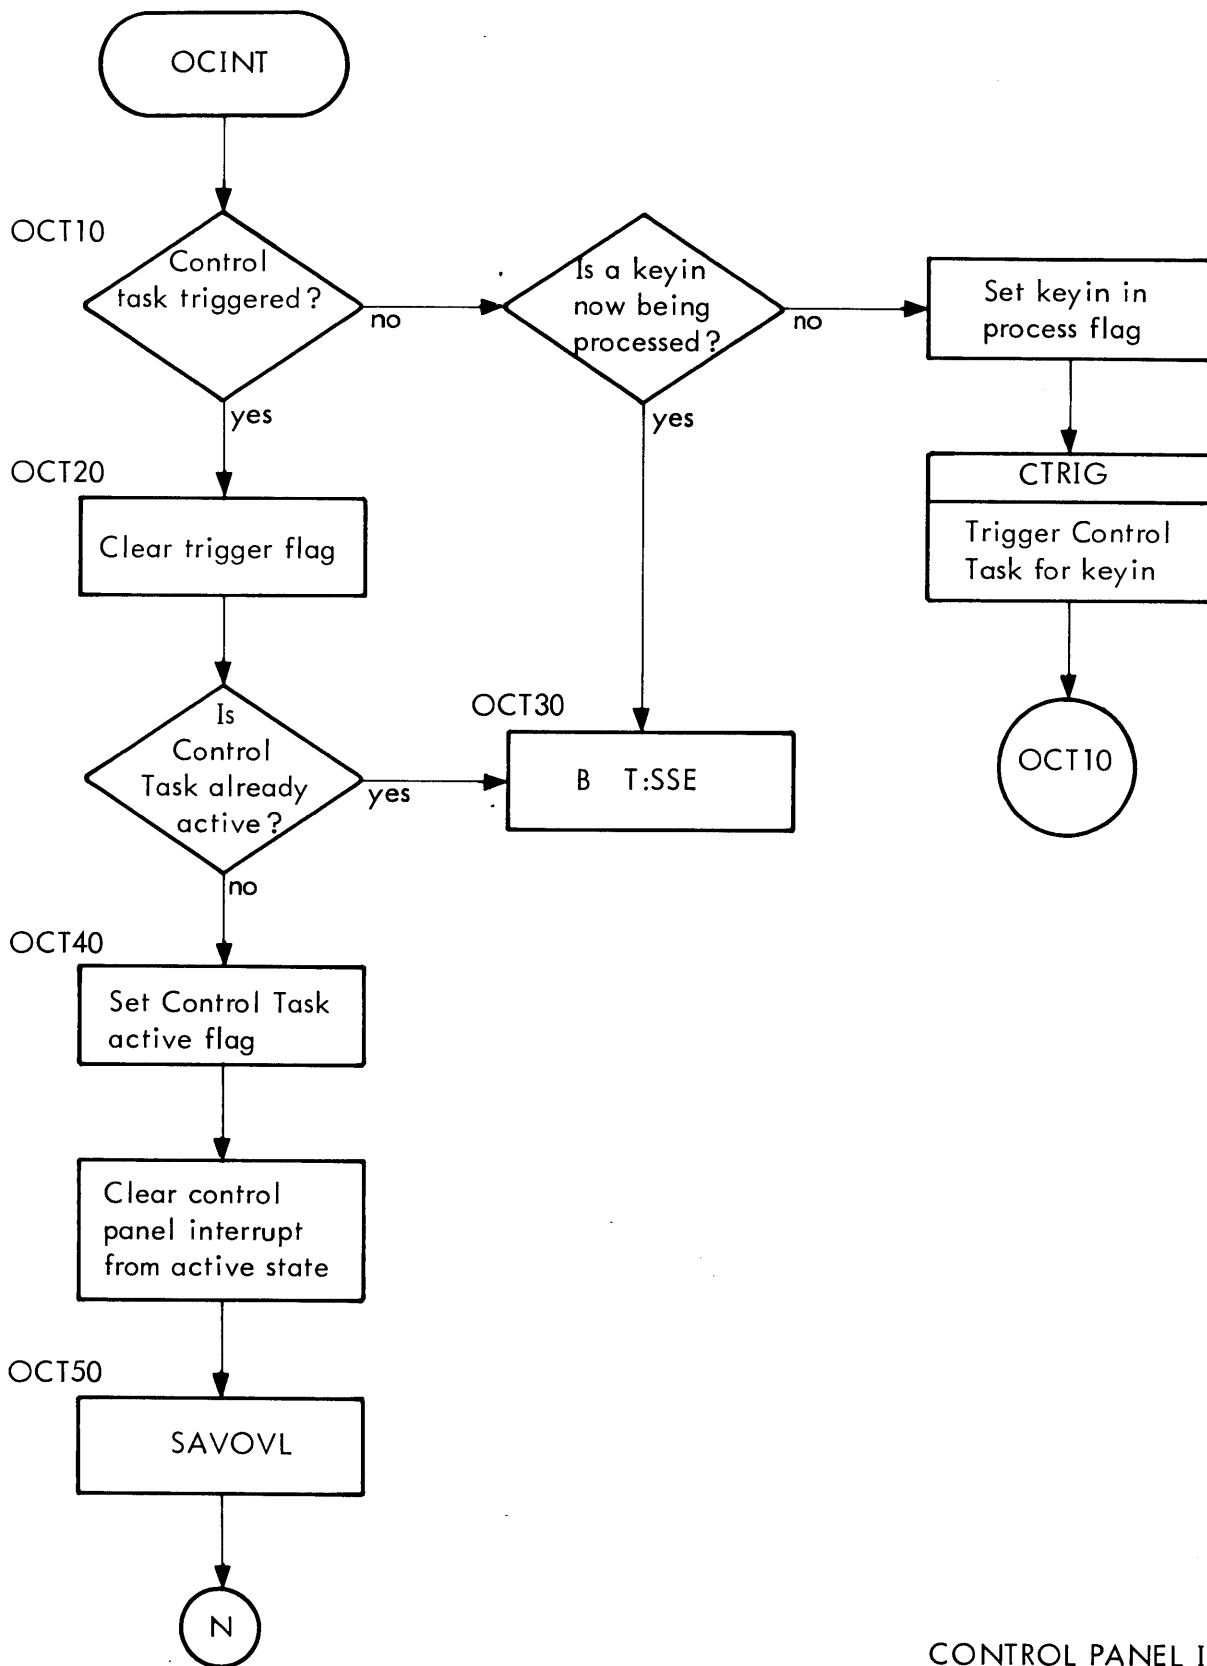 OCINT
OCT10
Control
task triggered?
no
yes
Is a keyin
now being
processed?
no
yes
Set keyin in
process flag
CTRIG
Trigger Control
Task for keyin
OCT10
OCT20
Clear trigger flag
Is
Control
Task already
active?
yes
no
OCT30
B T:SSE
OCT40
Set Control Task
active flag
Clear control
panel interrupt
from active state
OCT50
SAVOVL
N
CONTROL PANEL I